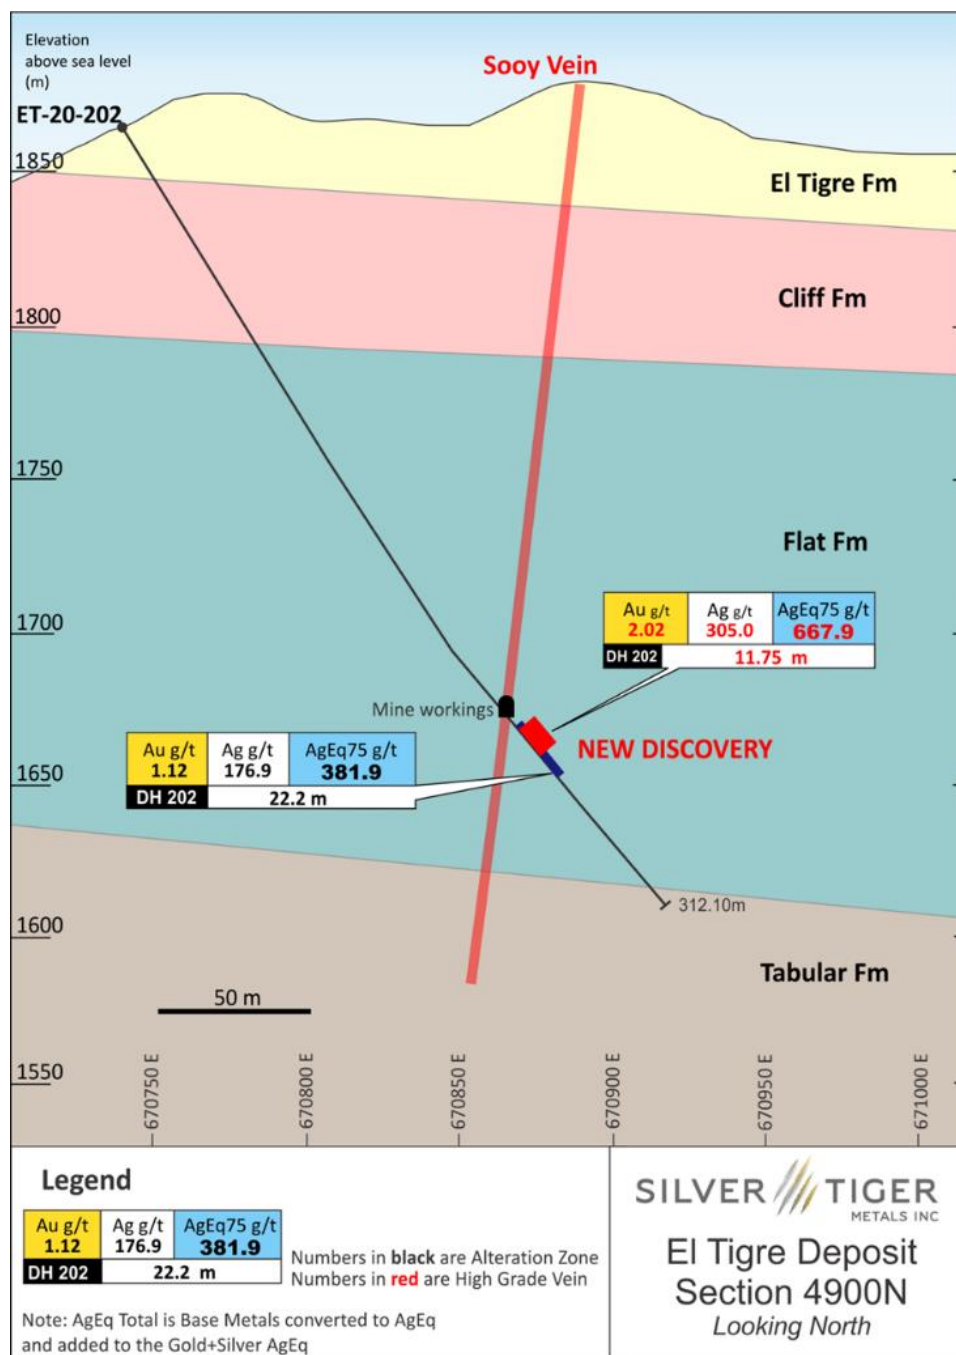 Elevation
above sea level
(m)
Sooy Vein
ET-20-202
1850
El Tigre Fm
Cliff Fm
1800
1750
Flat Fm
1700
Au g/t Ag g/t AgEq75 g/t
2.02 305.0 667.9
DH 202 11.75 m
Mine workings
NEW DISCOVERY
Au g/t Ag g/t AgEq75 g/t
1.12 176.9 381.9
DH 202 22.2 m
1650
312.10m
1600
Tabular Fm
50 m
1550
670750 E
670800 E
670850 E
670900 E
670950 E
671000 E
Legend
Au g/t Ag g/t AgEq75 g/t
1.12 176.9 381.9
DH 202 22.2 m
Numbers in black are Alteration Zone
Numbers in red are High Grade Vein
Note: AgEq Total is Base Metals converted to AgEq
and added to the Gold+Silver AgEq
SILVER TIGER
METALS INC
El Tigre Deposit
Section 4900N
Looking North